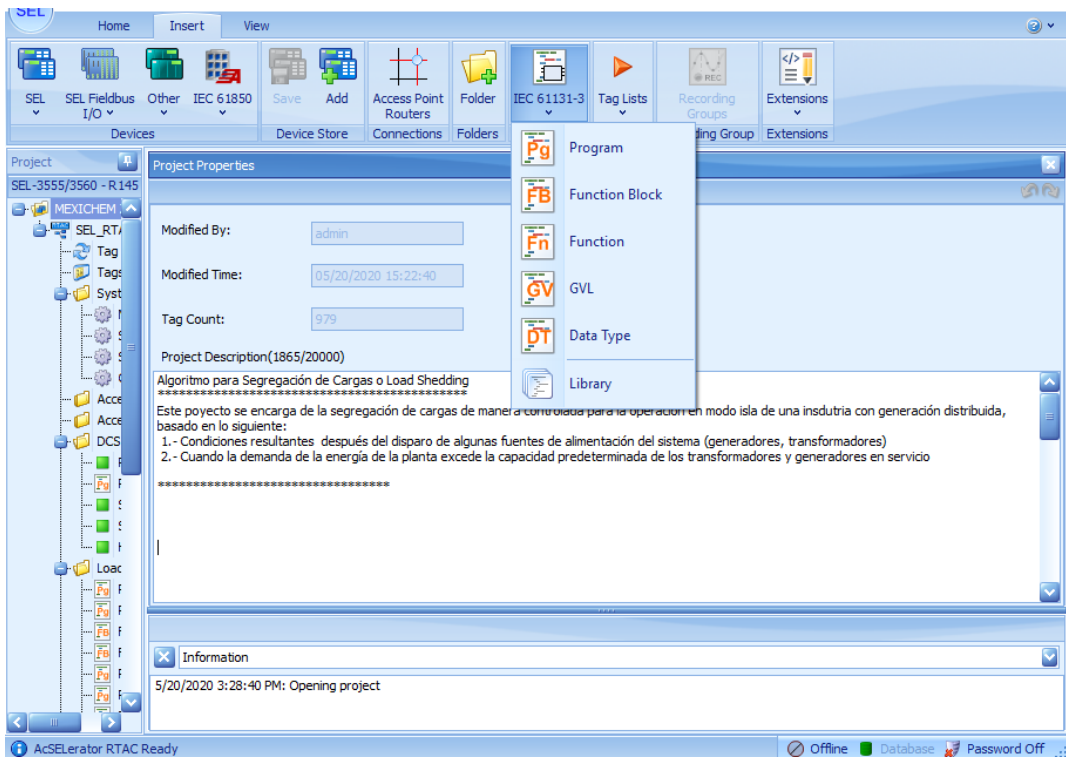 SEL
Home Insert View
SEL
SEL Fieldbus I/O
Other
IEC 61850
Save
Add
Access Point Routers
Folder
IEC 61131-3
Tag Lists
Recording Groups
Extensions
Devices
Device Store
Connections
Folders
ding Group
Extensions
Pg Program
FB Function Block
Fn Function
GV GVL
DT Data Type
Library
Project
SEL-3555/3560 - R145
MEXICHEM
SEL_RTA
Tag
Tags
Syst
Acce
Acce
DCS
Load
Project Properties
Modified By: admin
Modified Time: 05/20/2020 15:22:40
Tag Count: 979
Project Description(1865/20000)
Algoritmo para Segregación de Cargas o Load Shedding
********************************************
Este poyecto se encarga de la segregación de cargas de manera controlada para la operación en modo isla de una insdutria con generación distribuida,
basado en lo siguiente:
1.- Condiciones resultantes después del disparo de algunas fuentes de alimentación del sistema (generadores, transformadores)
2.- Cuando la demanda de la energía de la planta excede la capacidad predeterminada de los transformadores y generadores en servicio
*********************************
Information
5/20/2020 3:28:40 PM: Opening project
AcSELerator RTAC Ready
Offline Database Password Off